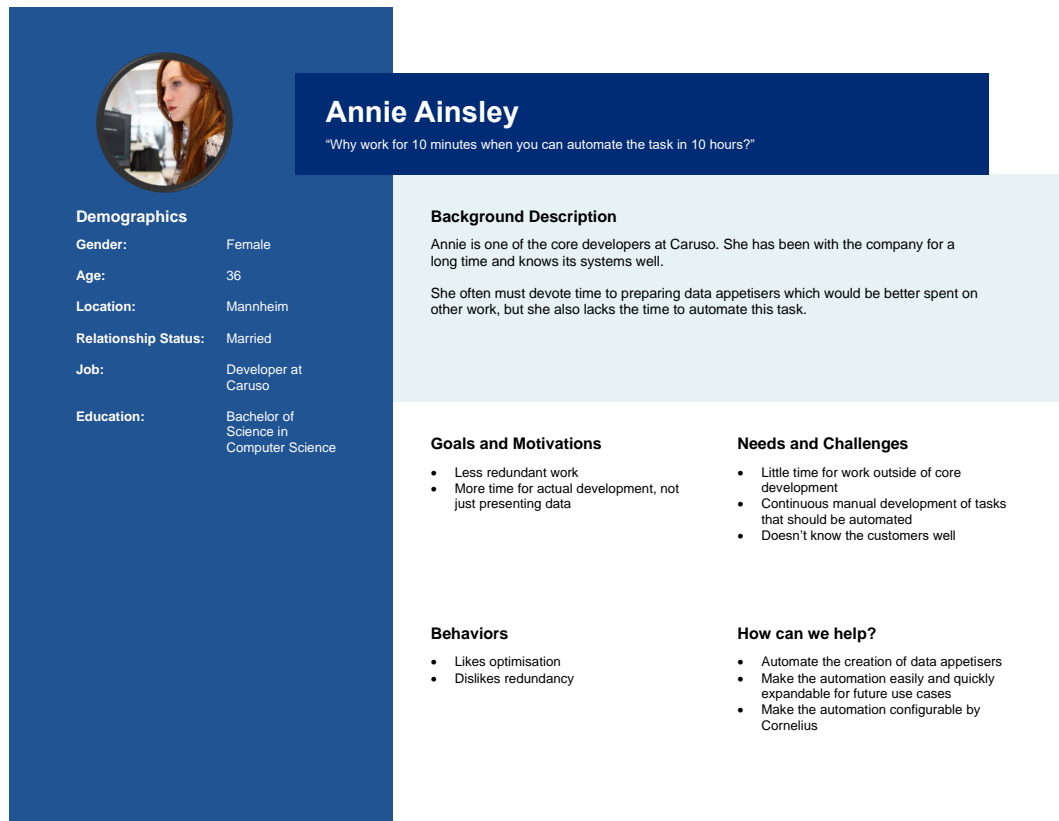 Annie Ainsley
“Why work for 10 minutes when you can automate the task in 10 hours?”
Demographics
Gender: Female
Age: 36
Location: Mannheim
Relationship Status: Married
Job: Developer at
Caruso
Education: Bachelor of
Science in
Computer Science
Background Description
Annie is one of the core developers at Caruso. She has been with the company for a
long time and knows its systems well.
She often must devote time to preparing data appetisers which would be better spent on
other work, but she also lacks the time to automate this task.
Goals and Motivations
• Less redundant work
• More time for actual development, not
just presenting data
Needs and Challenges
• Little time for work outside of core
development
• Continuous manual development of tasks
that should be automated
• Doesn’t know the customers well
Behaviors
• Likes optimisation
• Dislikes redundancy
How can we help?
• Automate the creation of data appetisers
• Make the automation easily and quickly
expandable for future use cases
• Make the automation configurable by
Cornelius